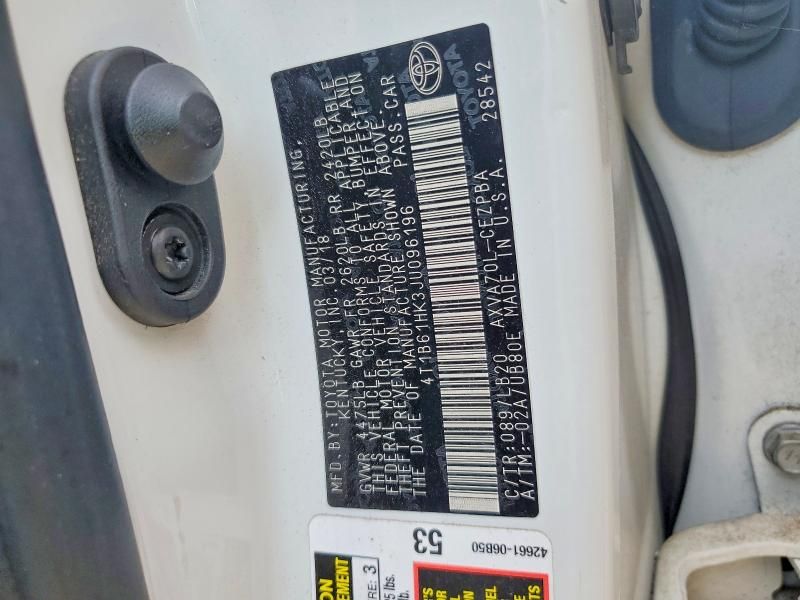 MFD. BY: TOYOTA MOTOR MANUFACTURING,
KENTUCKY, INC. 03/18
GVWR 4475LB GAWR FR 2620LB RR 2420LB
THIS VEHICLE CONFORMS TO ALL APPLICABLE
FEDERAL MOTOR VEHICLE SAFETY, BUMPER, AND
THEFT PREVENTION STANDARDS IN EFFECT ON
THE DATE OF MANUFACTURE SHOWN ABOVE.
4T1B61HK3JU096196 PASS. CAR
C/TR: 089/LB20 AXVA70L-CEZPBA
A/TM: -02A/UB80E MADE IN U.S.A. 28542
TOYOTA
53
42661-06B50